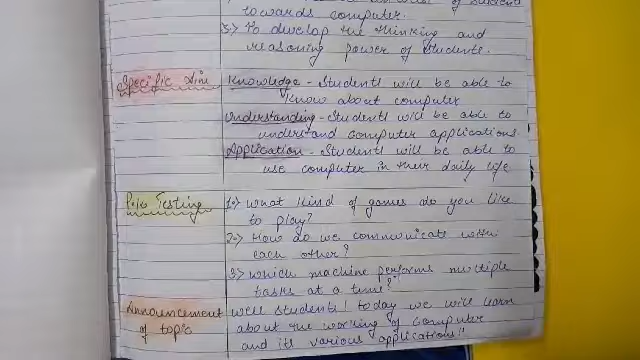 towards computer.
5.> To develop the thinking and
reasoning power of students.
Specific Aim
Knowledge - Students will be able to
know about computer
Understanding - Students will be able to
understand computer applications.
Application - Students will be able to
use computer in their daily life
P.K. Testing
1.> What kind of games do you like
to play?
2.> How do we communicate with
each other?
3.> Which machine performs multiple
tasks at a time?
Announcement
of topic
Well students! today we will learn
about the working of computer
and its various applications!!